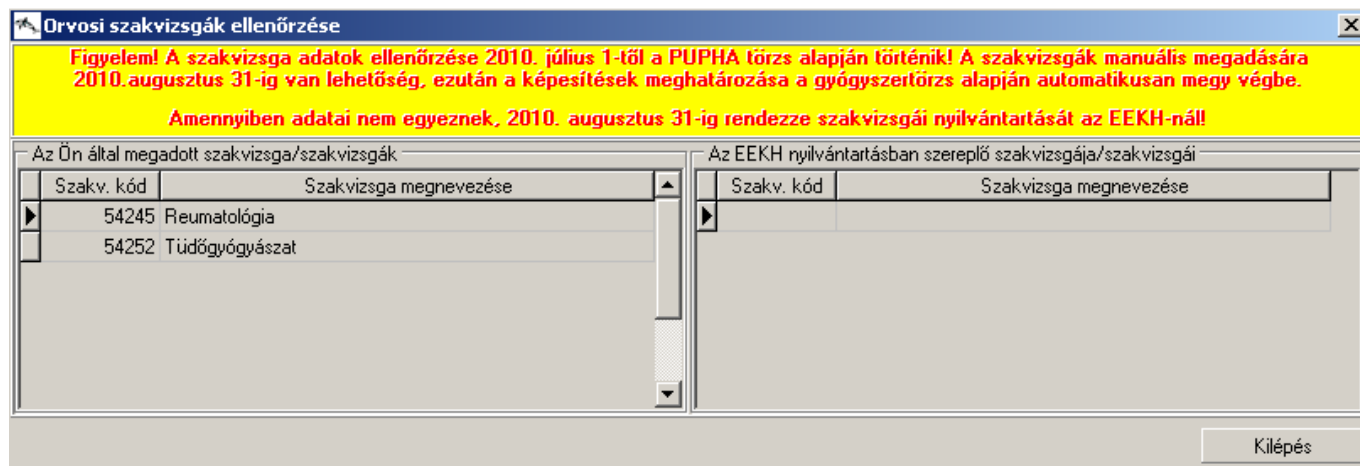 Orvosi szakvizsgák ellenőrzése
Figyelem! A szakvizsga adatok ellenőrzése 2010. július 1-től a PUPHA törzs alapján történik! A szakvizsgák manuális megadására
2010.augusztus 31-ig van lehetőség, ezután a képesítések meghatározása a gyógyszertörzs alapján automatikusan megy végbe.
Amennyiben adatai nem egyeznek, 2010. augusztus 31-ig rendezze szakvizsgái nyilvántartását az EEKH-nál!
Az Ön által megadott szakvizsga/szakvizsgák
Szakv. kód Szakvizsga megnevezése
54245 Reumatológia
54252 Tüdőgyógyászat
Az EEKH nyilvántartásban szereplő szakvizsgája/szakvizsgái
Szakv. kód Szakvizsga megnevezése
Kilépés